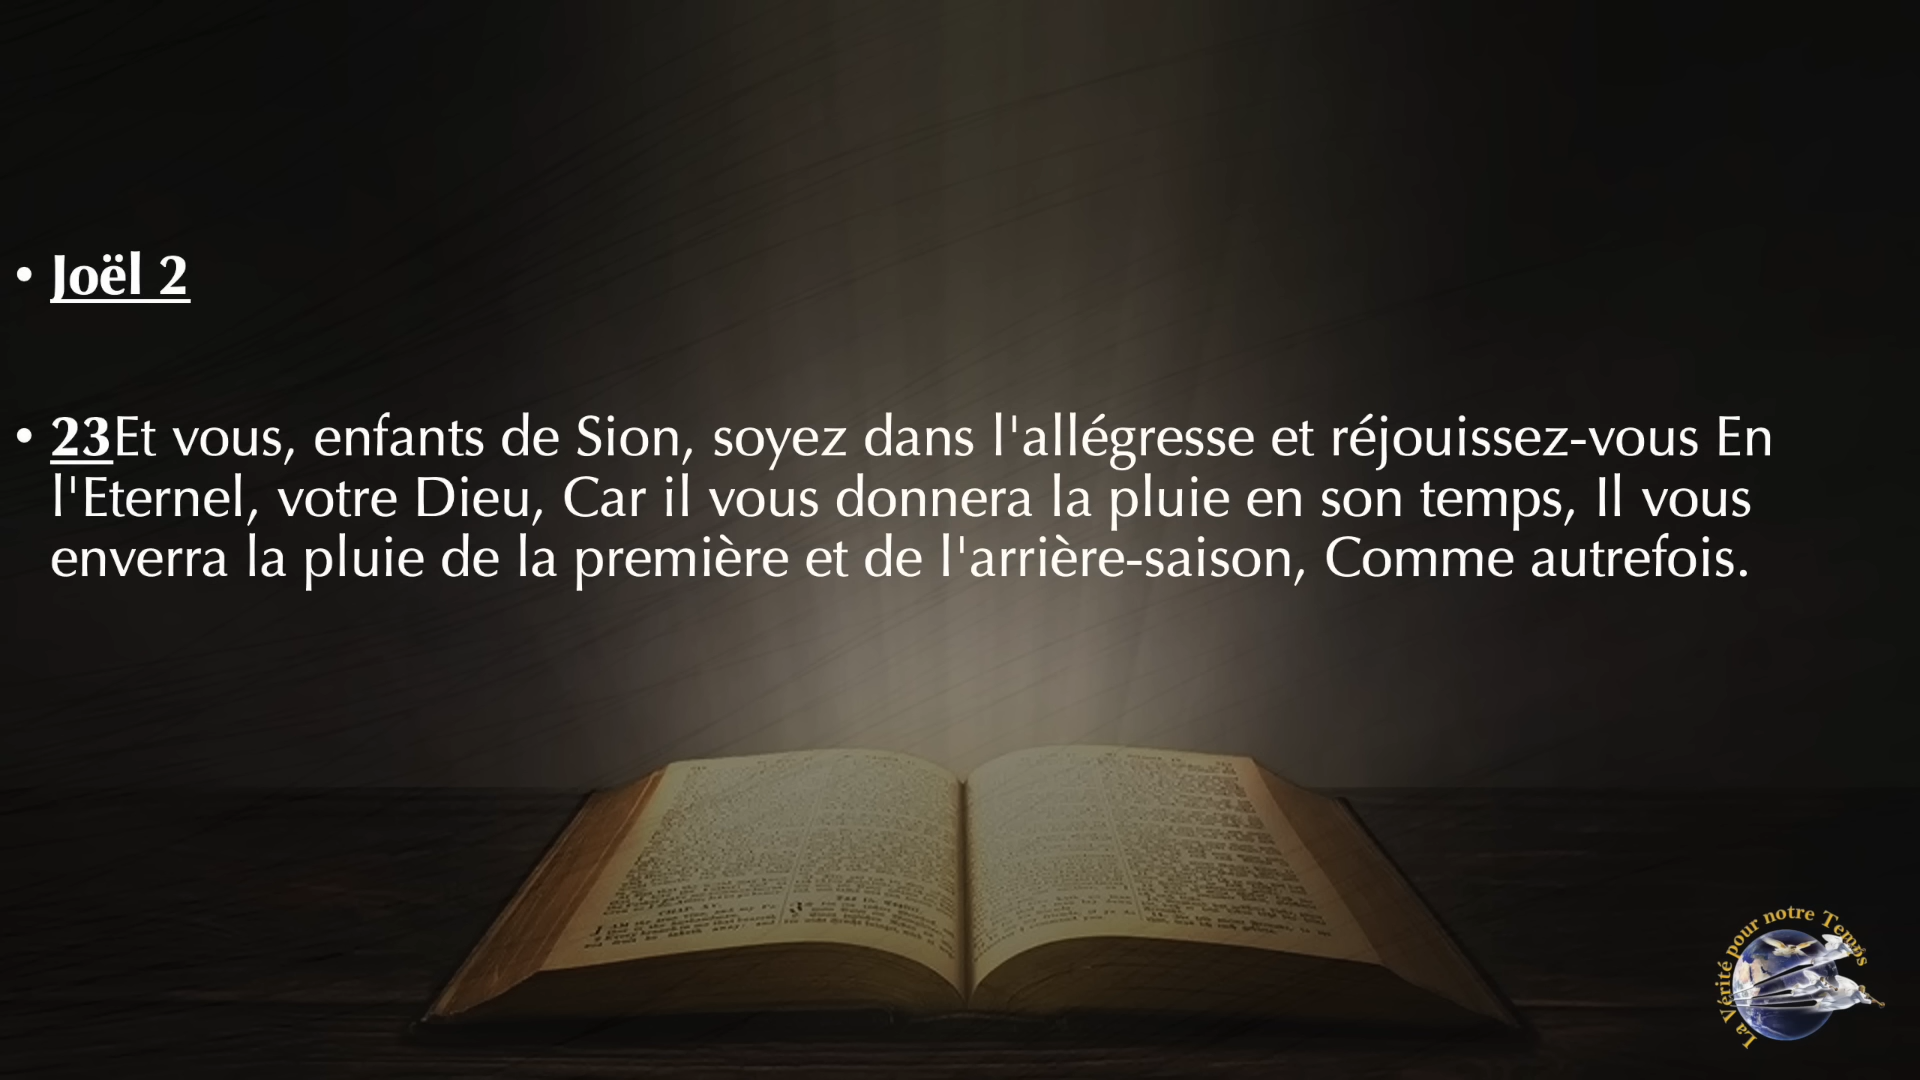 • Joël 2
• 23Et vous, enfants de Sion, soyez dans l'allégresse et réjouissez-vous En
l'Eternel, votre Dieu, Car il vous donnera la pluie en son temps, Il vous
enverra la pluie de la première et de l'arrière-saison, Comme autrefois.
La Vérité pour notre Temps